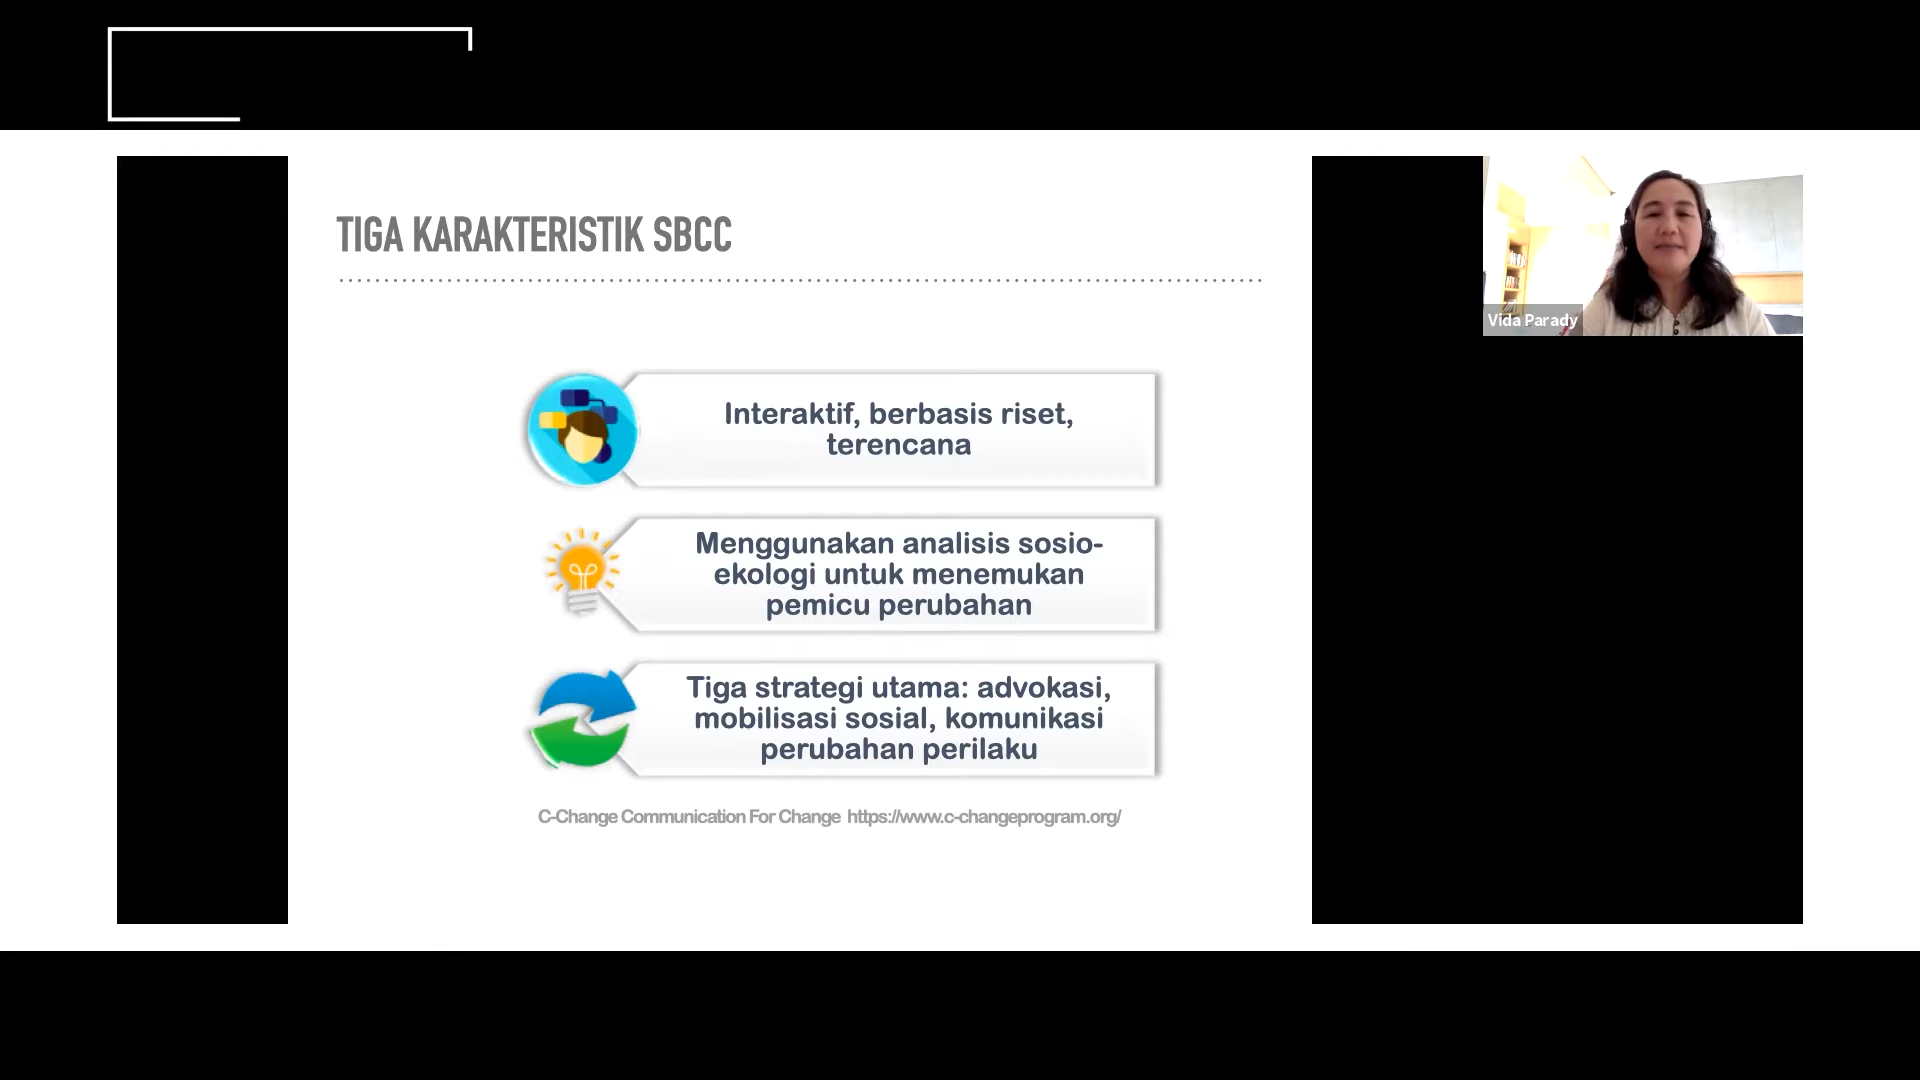 TIGA KARAKTERISTIK SBCC
Vida Parady
Interaktif, berbasis riset,
terencana
Menggunakan analisis sosio-
ekologi untuk menemukan
pemicu perubahan
Tiga strategi utama: advokasi,
mobilisasi sosial, komunikasi
perubahan perilaku
C-Change Communication For Change https://www.c-changeprogram.org/